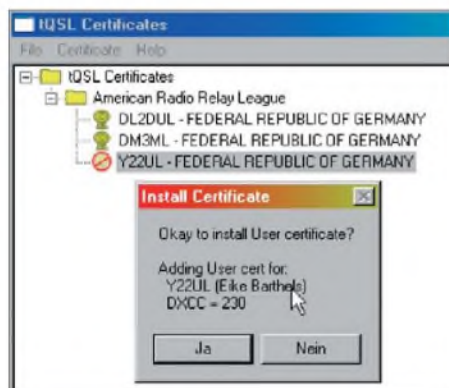 tQSL Certificates
File Certificate Help
tQSL Certificates
American Radio Relay League
DL2DUL - FEDERAL REPUBLIC OF GERMANY
DM3ML - FEDERAL REPUBLIC OF GERMANY
Y22UL - FEDERAL REPUBLIC OF GERMANY
Install Certificate
Okay to install User certificate?
Adding User cert for:
Y22UL (Eike Barthels)
DXCC = 230
Ja Nein